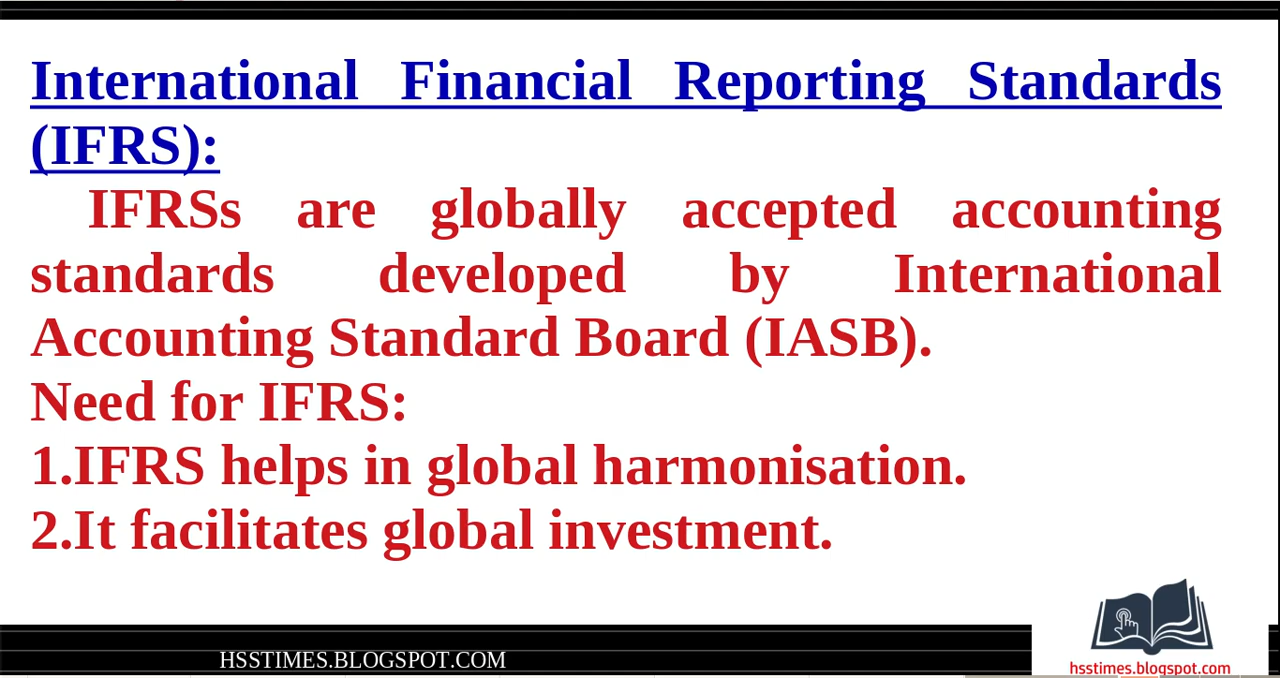 International Financial Reporting Standards
(IFRS):
IFRSs are globally accepted accounting
standards developed by International
Accounting Standard Board (IASB).
Need for IFRS:
1.IFRS helps in global harmonisation.
2.It facilitates global investment.
HSSTIMES.BLOGSPOT.COM
hsstimes.blogspot.com